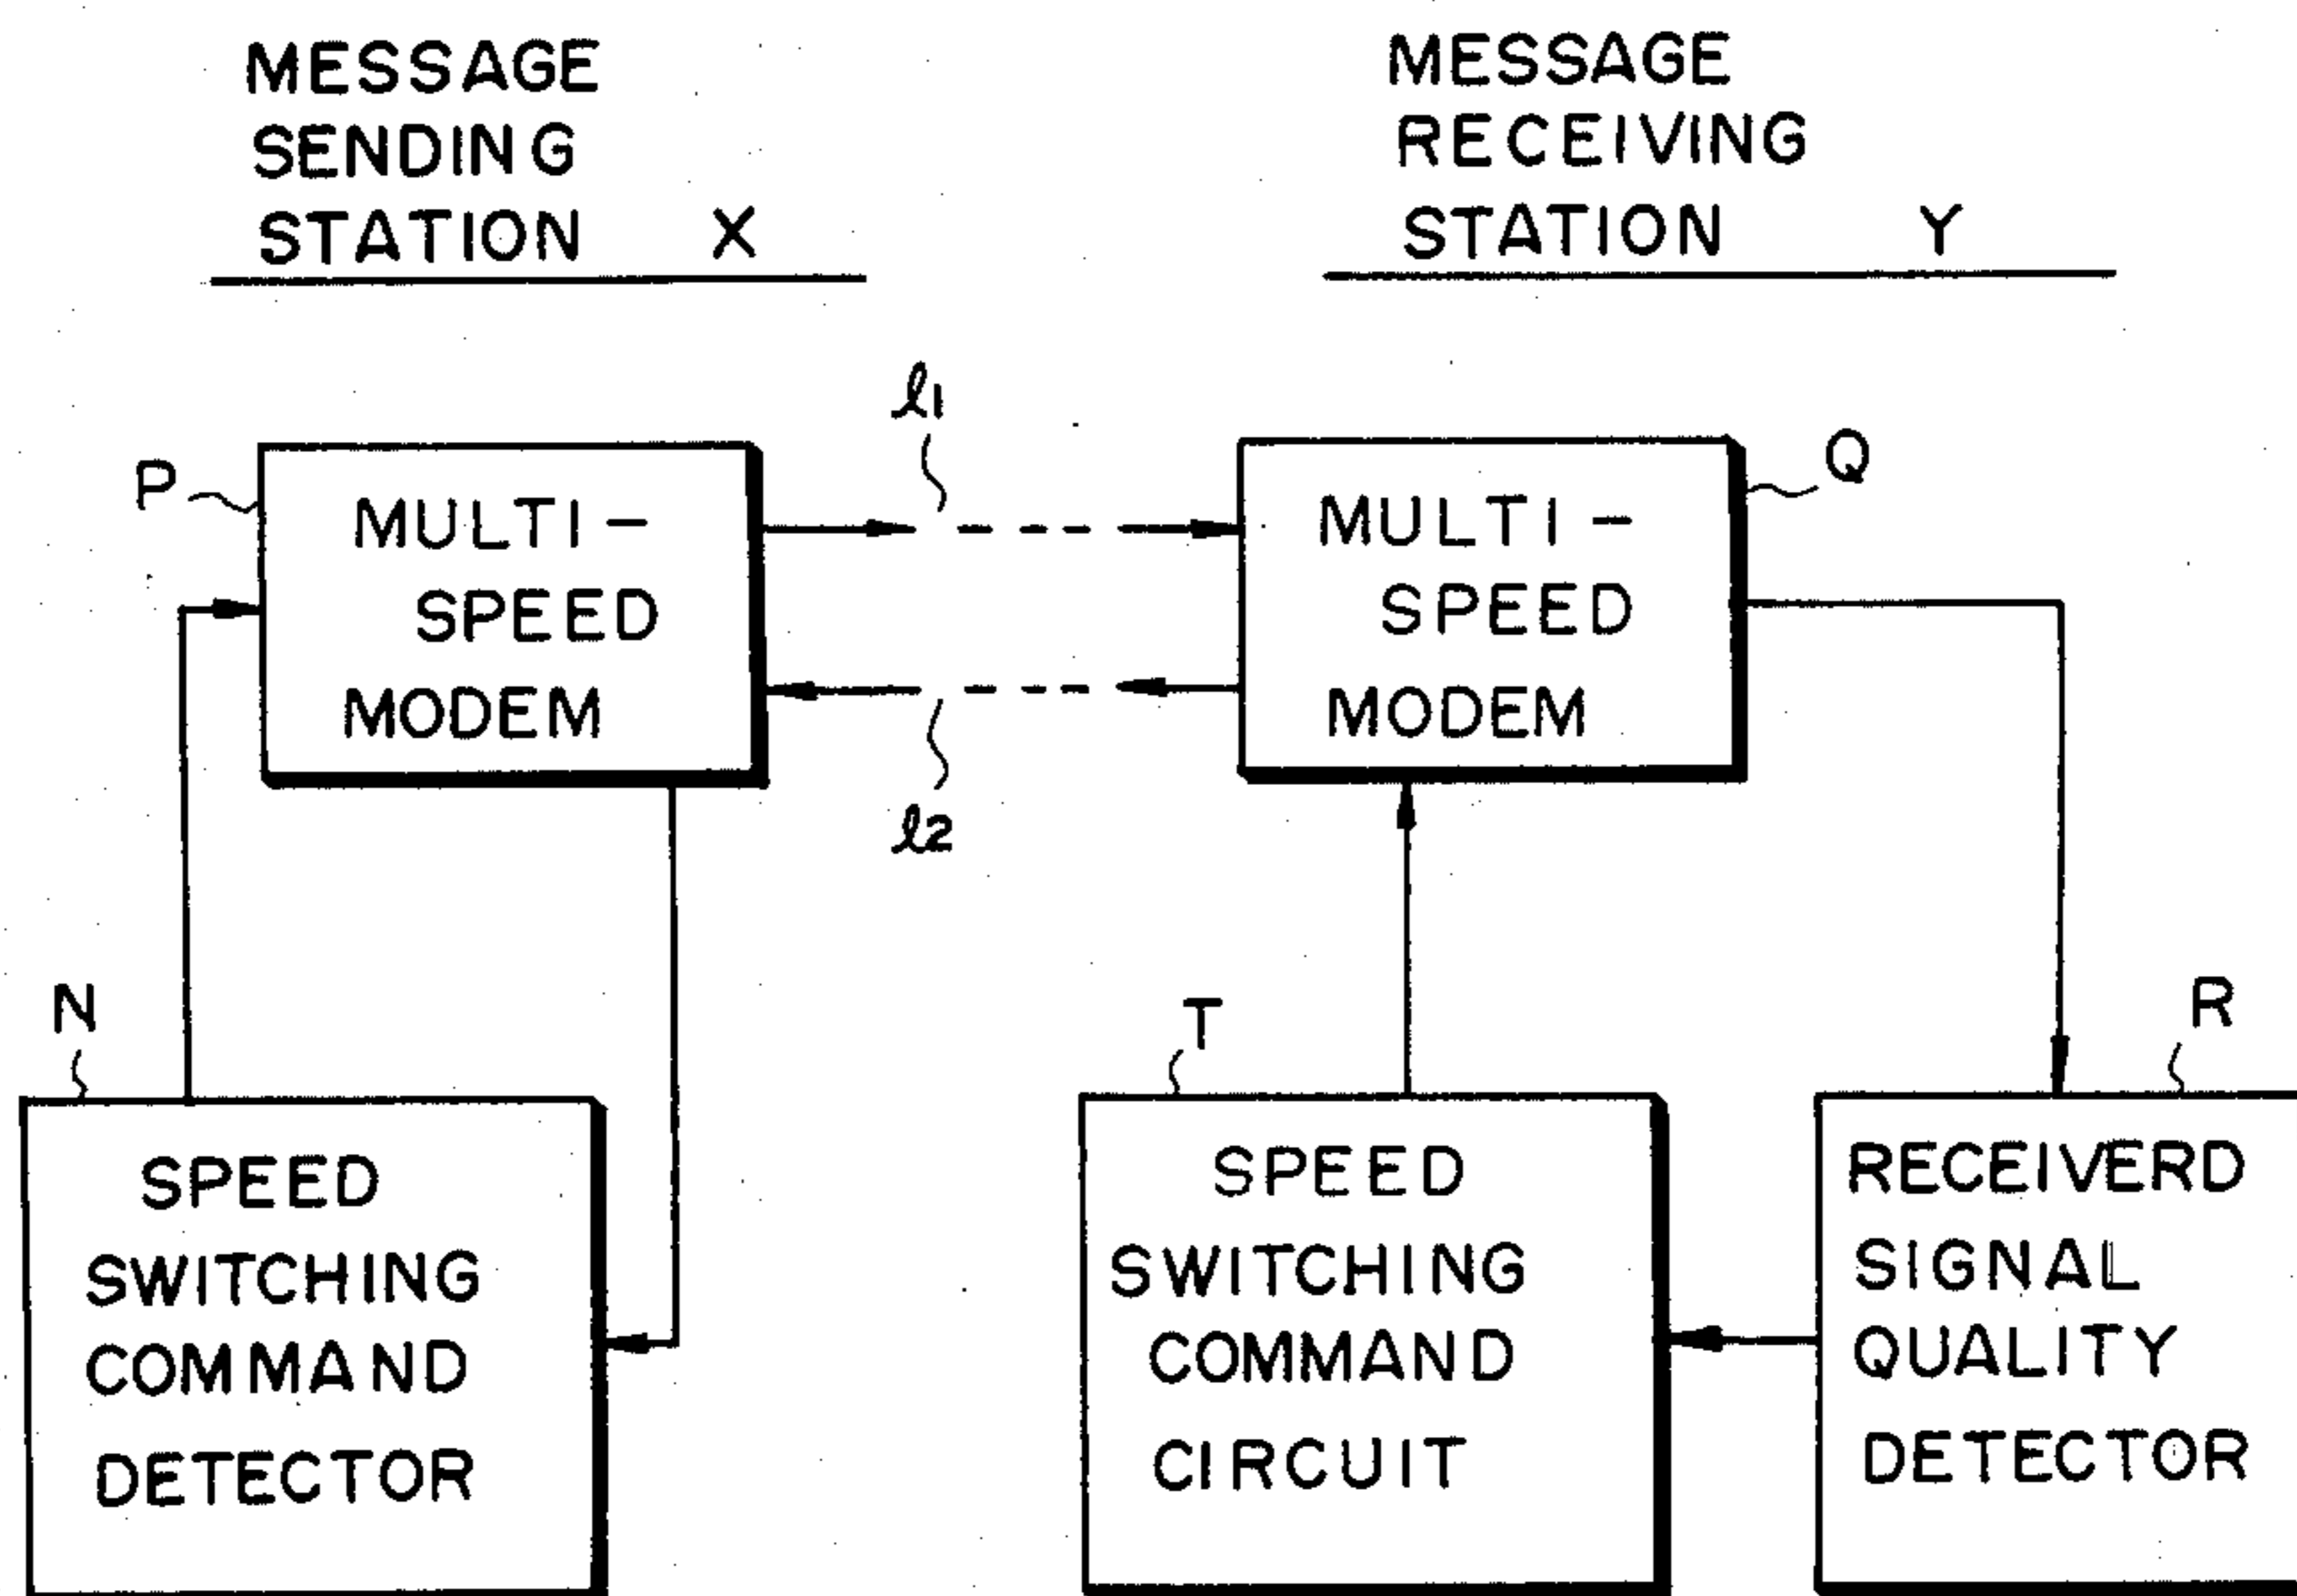 MESSAGE
SENDING
STATION X
MESSAGE
RECEIVING
STATION Y
P
MULTI-
SPEED
MODEM
l1
l2
MULTI-
SPEED
MODEM
Q
N
SPEED
SWITCHING
COMMAND
DETECTOR
T
SPEED
SWITCHING
COMMAND
CIRCUIT
R
RECEIVERD
SIGNAL
QUALITY
DETECTOR